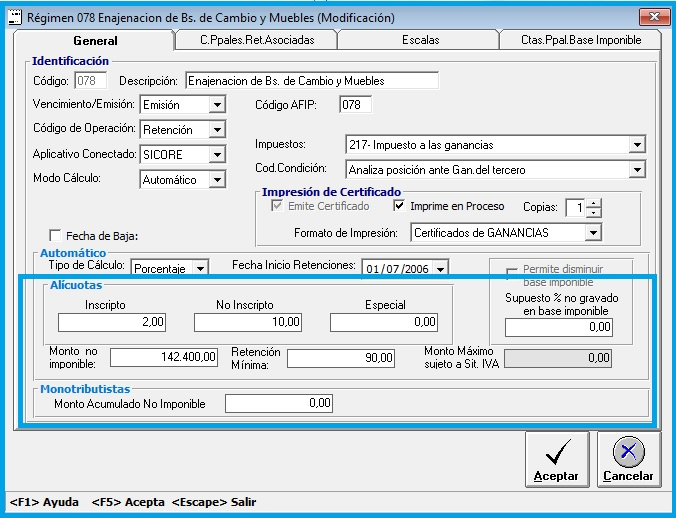 Régimen 078 Enajenacion de Bs. de Cambio y Muebles (Modificación)
General C.Ppales.Ret.Asociadas Escalas Ctas.Ppal.Base Imponible
Identificación
Código: 078 Descripción: Enajenacion de Bs. de Cambio y Muebles
Vencimiento/Emisión: Emisión Código AFIP: 078
Código de Operación: Retención
Impuestos: 217- Impuesto a las ganancias
Aplicativo Conectado: SICORE
Cod.Condición: Analiza posición ante Gan.del tercero
Modo Cálculo: Automático
Impresión de Certificado
Emite Certificado Imprime en Proceso Copias: 1
Formato de Impresión: Certificados de GANANCIAS
Fecha de Baja:
Automático
Tipo de Cálculo: Porcentaje Fecha Inicio Retenciones: 01/07/2006
Permite disminuir
base imponible
Alícuotas
Inscripto No Inscripto Especial
2,00 10,00 0,00
Supuesto % no gravado
en base imponible
0,00
Monto no
imponible: 142.400,00
Retención
Mínima: 90,00
Monto Máximo
sujeto a Sit. IVA 0,00
Monotributistas
Monto Acumulado No Imponible 0,00
Aceptar Cancelar
<F1> Ayuda <F5> Acepta <Escape> Salir